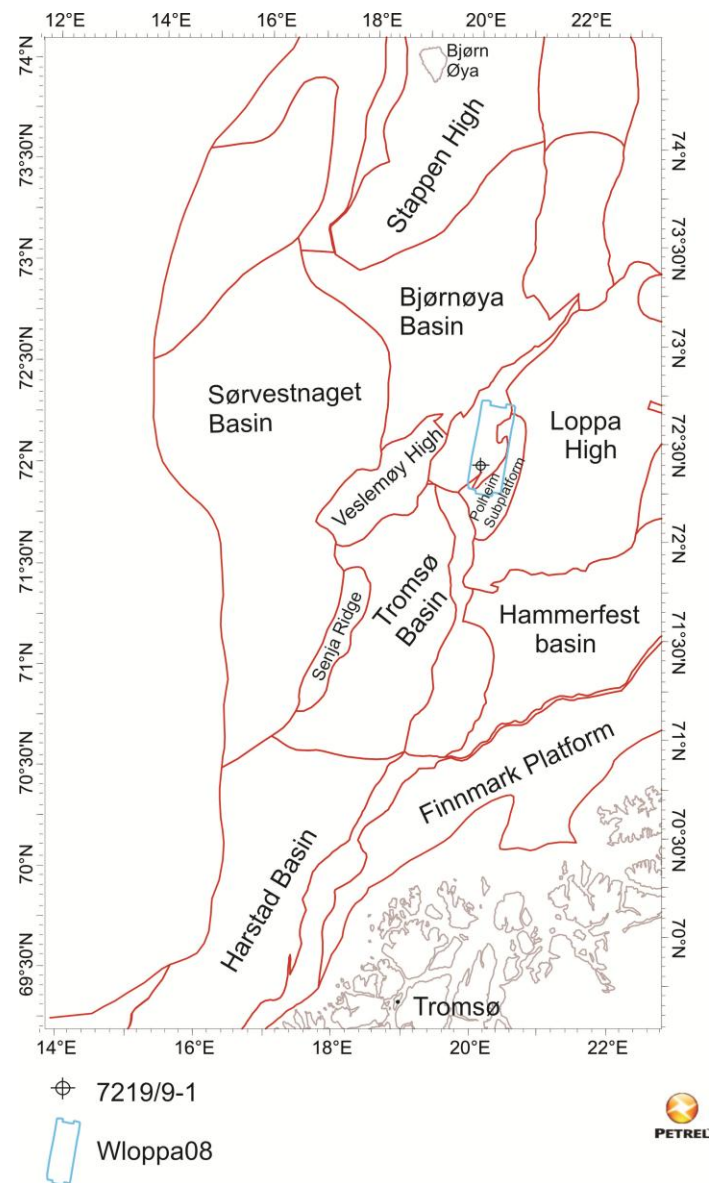 12°E 14°E 16°E 18°E 20°E 22°E
74°N
73°30'N
73°N
72°30'N
72°N
71°30'N
71°N
70°30'N
70°N
69°30'N
Bjørn
Øya
Stappen High
Bjørnøya
Basin
Sørvestnaget
Basin
Loppa
High
Veslemøy High
Polheim
Subplatform
Tromsø
Basin
Senja Ridge
Hammerfest
basin
Finnmark Platform
Harstad Basin
Tromsø
74°N
73°30'N
73°N
72°30'N
72°N
71°30'N
71°N
70°30'N
70°N
14°E 16°E 18°E 20°E 22°E
7219/9-1
Wloppa08
PETREL